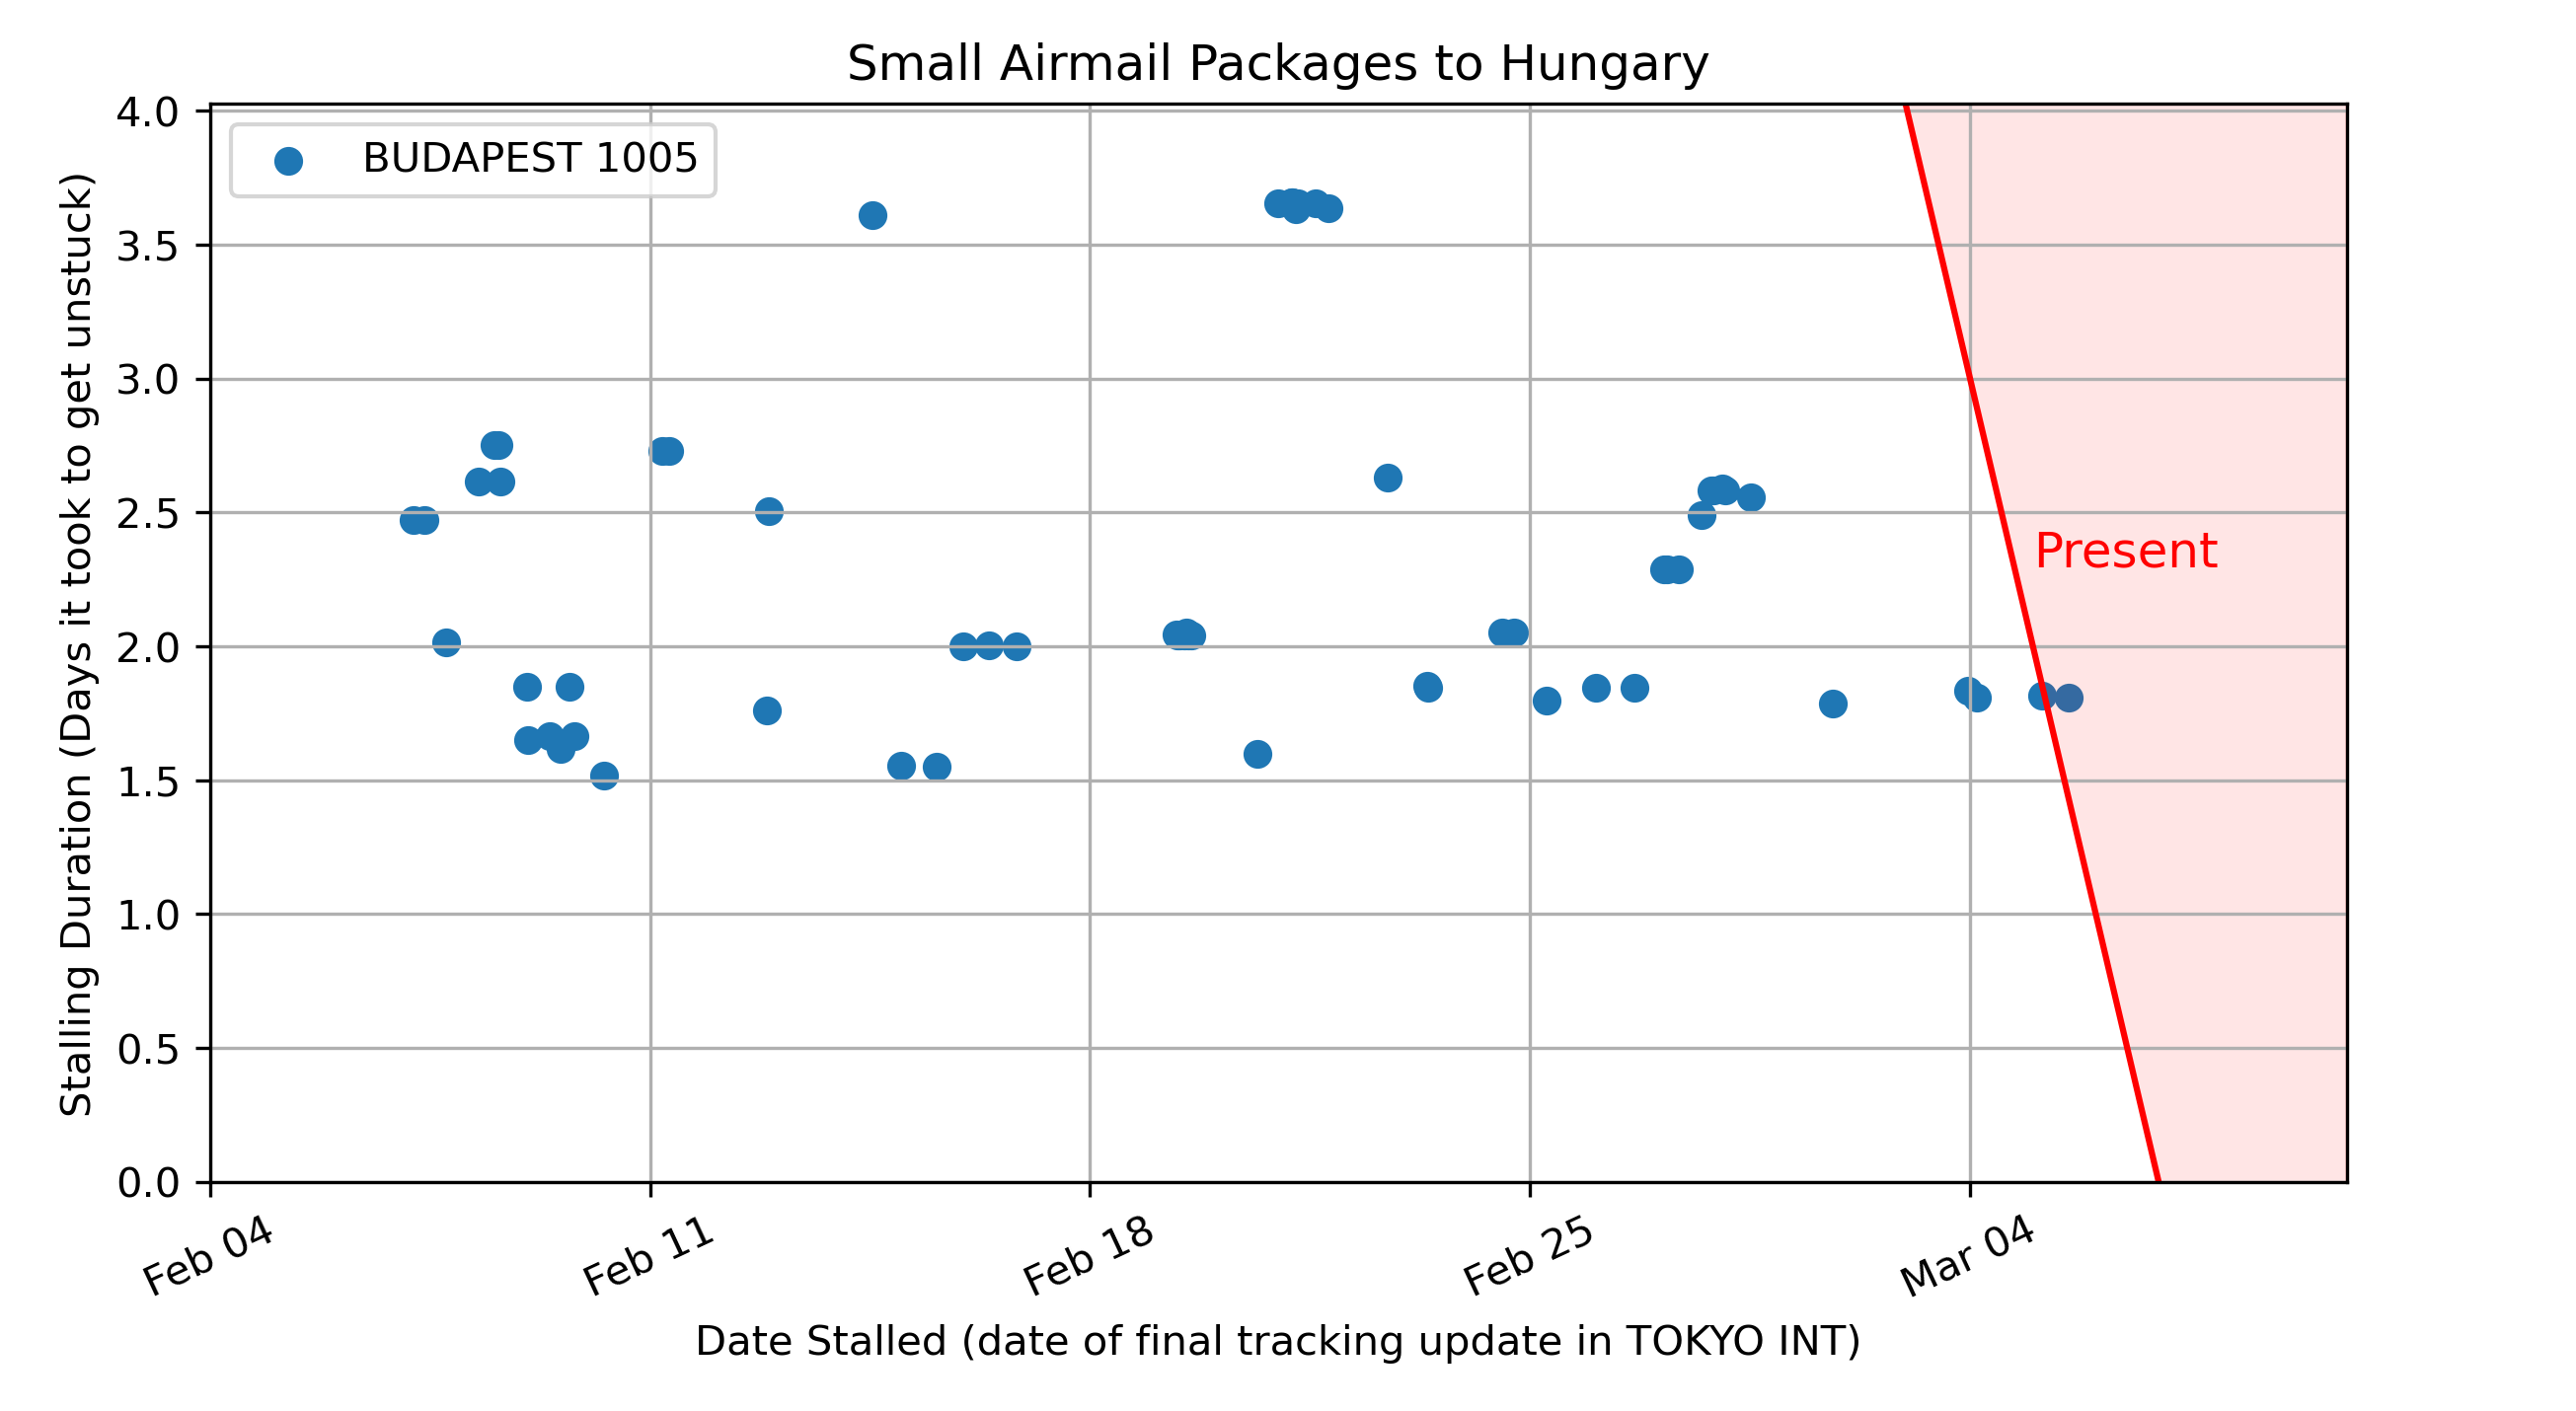 Small Airmail Packages to Hungary
BUDAPEST 1005
Stalling Duration (Days it took to get unstuck)
4.0
3.5
3.0
2.5
2.0
1.5
1.0
0.5
0.0
Present
Feb 04
Feb 11
Feb 18
Feb 25
Mar 04
Date Stalled (date of final tracking update in TOKYO INT)